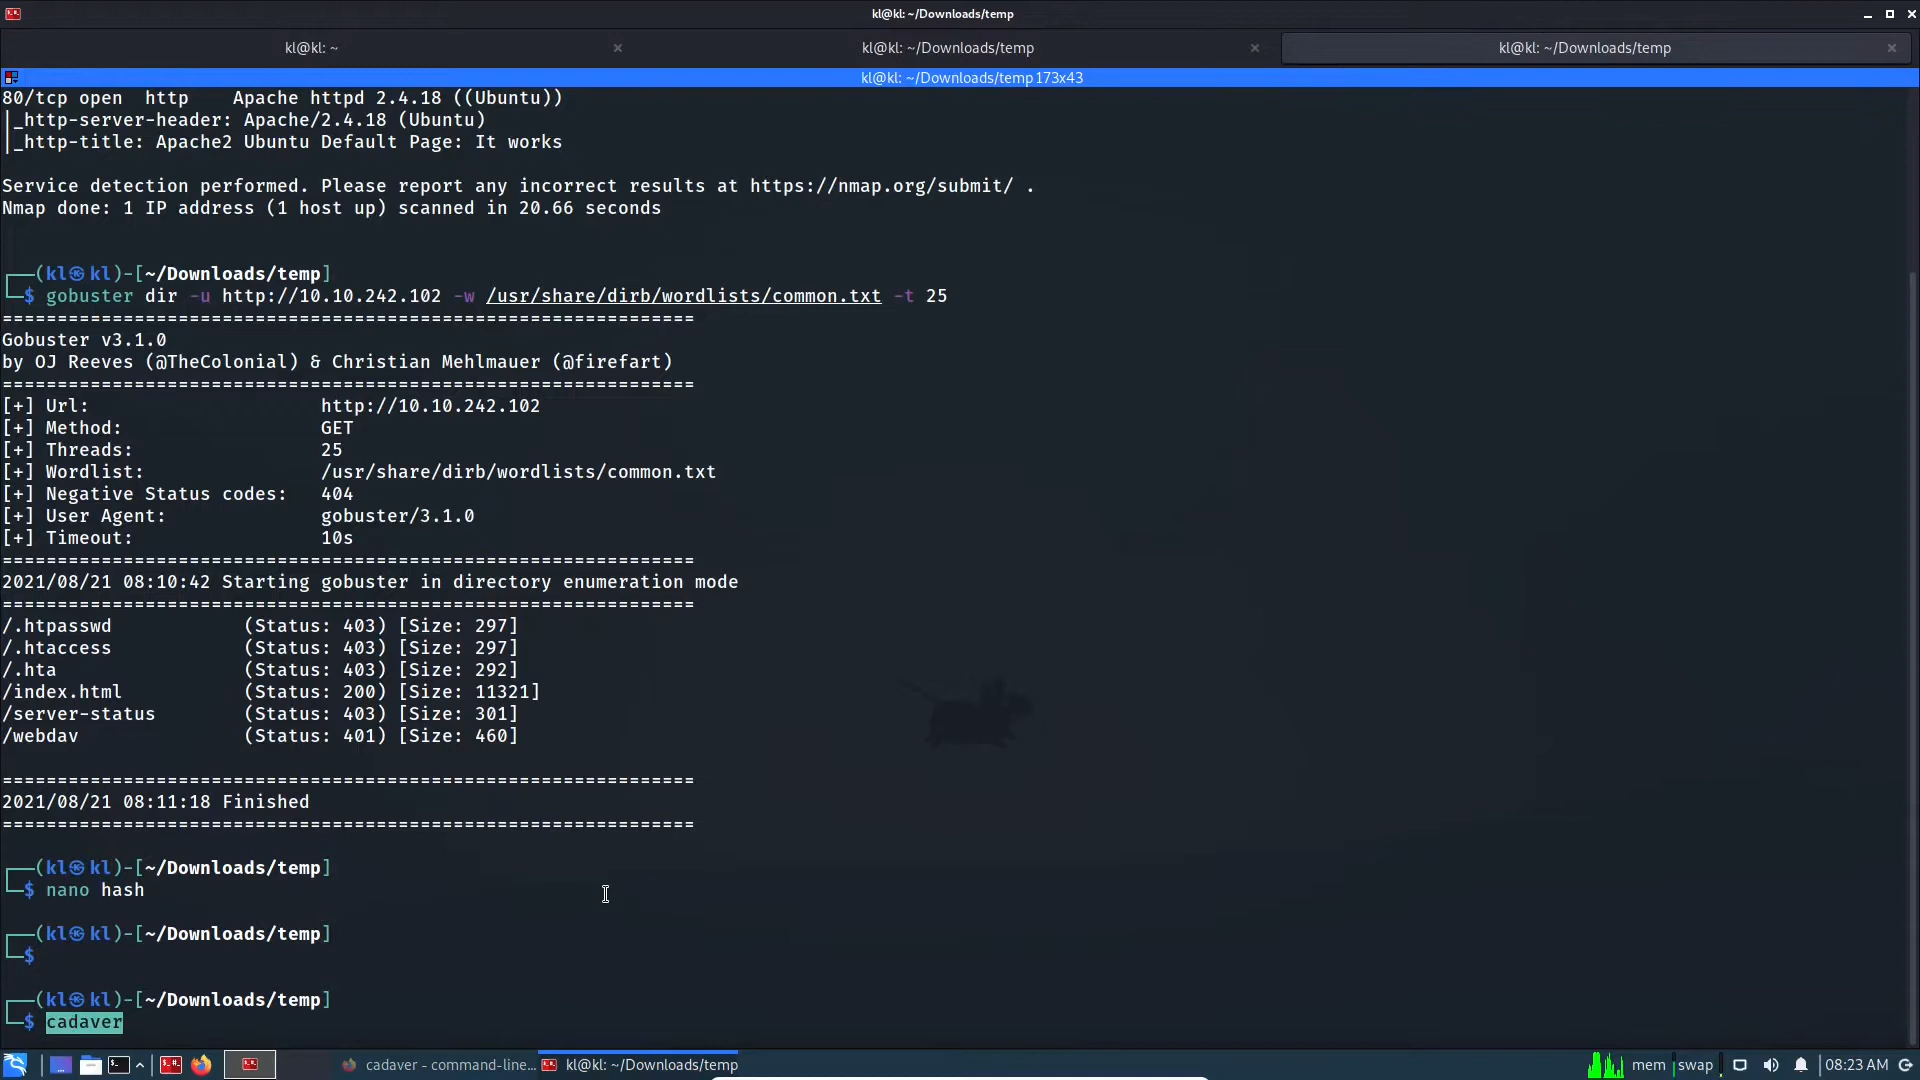 kl@kl: ~/Downloads/temp
kl@kl: ~
kl@kl: ~/Downloads/temp
kl@kl: ~/Downloads/temp
kl@kl: ~/Downloads/temp 173x43
80/tcp open  http    Apache httpd 2.4.18 ((Ubuntu))
|_http-server-header: Apache/2.4.18 (Ubuntu)
|_http-title: Apache2 Ubuntu Default Page: It works
Service detection performed. Please report any incorrect results at https://nmap.org/submit/ .
Nmap done: 1 IP address (1 host up) scanned in 20.66 seconds
┌──(kl㉿kl)-[~/Downloads/temp]
└─$ gobuster dir -u http://10.10.242.102 -w /usr/share/dirb/wordlists/common.txt -t 25
===============================================================
Gobuster v3.1.0
by OJ Reeves (@TheColonial) & Christian Mehlmauer (@firefart)
===============================================================
[+] Url:                     http://10.10.242.102
[+] Method:                  GET
[+] Threads:                 25
[+] Wordlist:                /usr/share/dirb/wordlists/common.txt
[+] Negative Status codes:   404
[+] User Agent:              gobuster/3.1.0
[+] Timeout:                 10s
===============================================================
2021/08/21 08:10:42 Starting gobuster in directory enumeration mode
===============================================================
/.htpasswd            (Status: 403) [Size: 297]
/.htaccess            (Status: 403) [Size: 297]
/.hta                 (Status: 403) [Size: 292]
/index.html           (Status: 200) [Size: 11321]
/server-status        (Status: 403) [Size: 301]
/webdav               (Status: 401) [Size: 460]
===============================================================
2021/08/21 08:11:18 Finished
===============================================================
┌──(kl㉿kl)-[~/Downloads/temp]
└─$ nano hash
┌──(kl㉿kl)-[~/Downloads/temp]
└─$
┌──(kl㉿kl)-[~/Downloads/temp]
└─$ cadaver
cadaver - command-line...
kl@kl: ~/Downloads/temp
mem
swap
08:23 AM